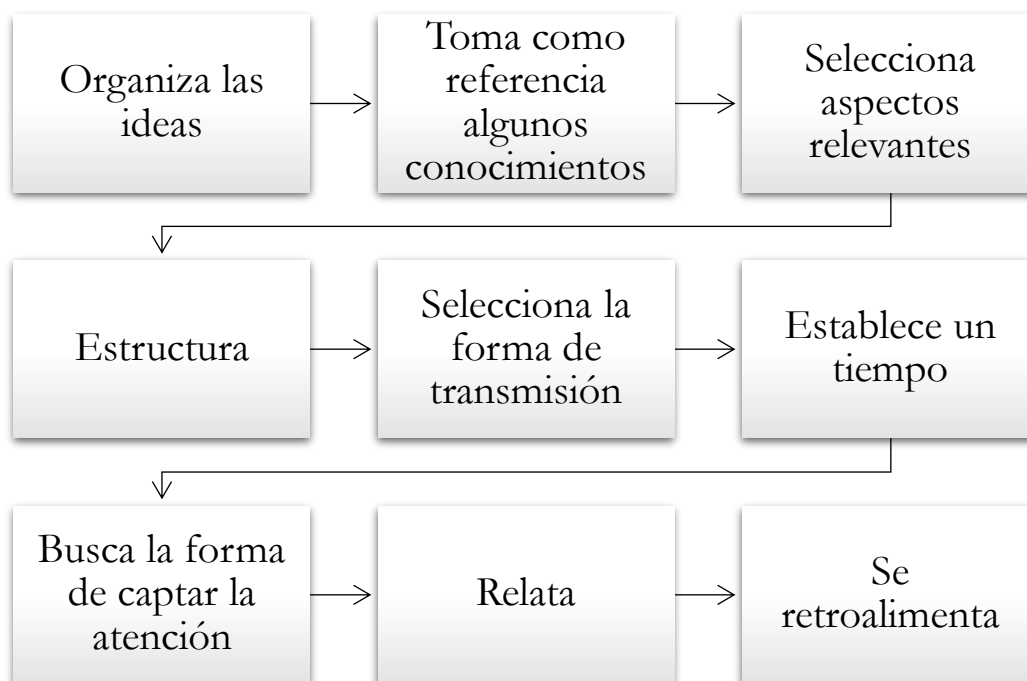 Organiza las
ideas
Toma como
referencia
algunos
conocimientos
Selecciona
aspectos
relevantes
Estructura
Selecciona la
forma de
transmisión
Establece un
tiempo
Busca la forma
de captar la
atención
Relata
Se
retroalimenta